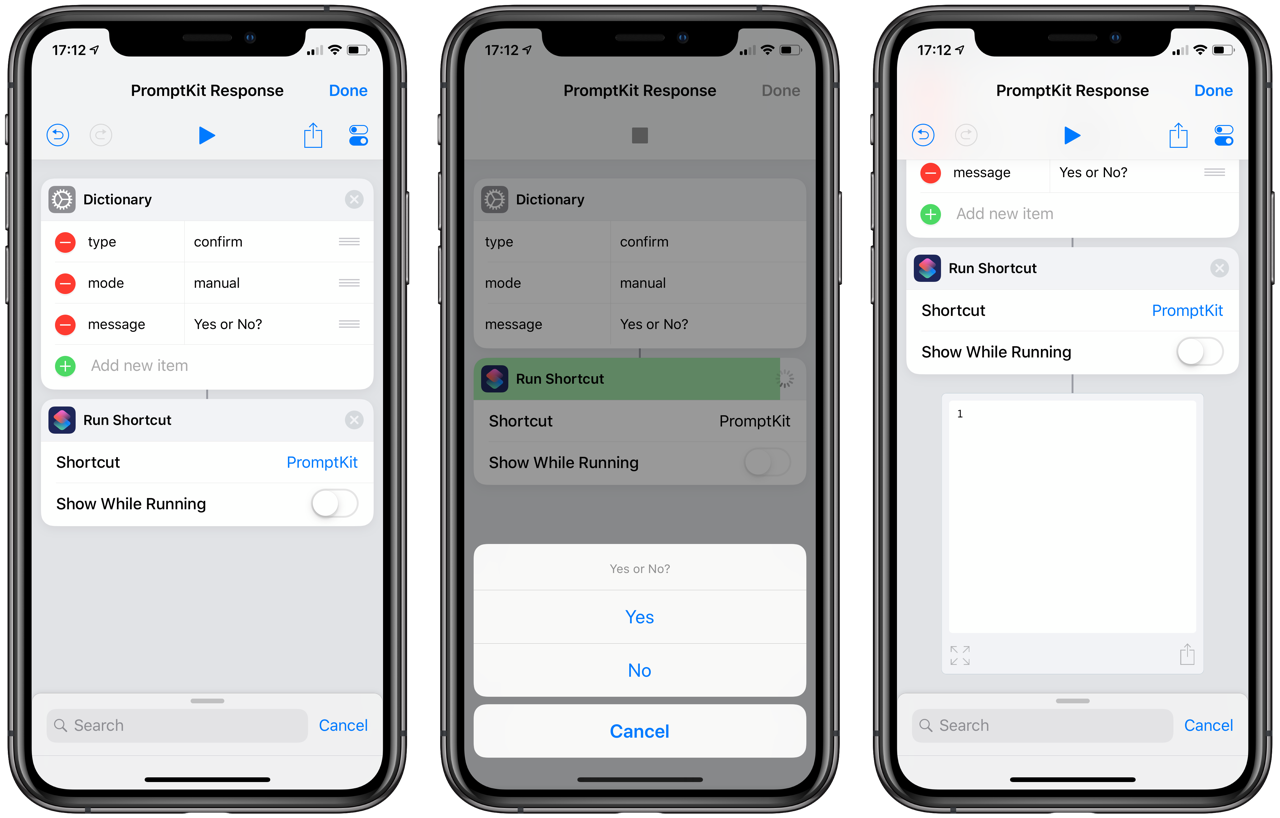 17:12
PromptKit Response
Done
Dictionary
type confirm
mode manual
message Yes or No?
Add new item
Run Shortcut
Shortcut PromptKit
Show While Running
Search
Cancel
17:12
PromptKit Response
Done
Dictionary
type confirm
mode manual
message Yes or No?
Run Shortcut
Shortcut PromptKit
Show While Running
Yes or No?
Yes
No
Cancel
17:12
PromptKit Response
Done
message Yes or No?
Add new item
Run Shortcut
Shortcut PromptKit
Show While Running
1
Search
Cancel